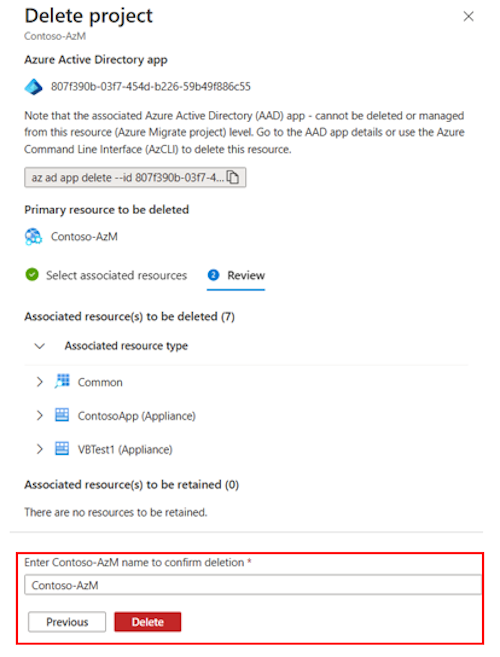 Delete project
Contoso-AzM
Azure Active Directory app
807f390b-03f7-454d-b226-59b49f886c55
Note that the associated Azure Active Directory (AAD) app - cannot be deleted or managed
from this resource (Azure Migrate project) level. Go to the AAD app details or use the Azure
Command Line Interface (AzCLI) to delete this resource.
az ad app delete --id 807f390b-03f7-4...
Primary resource to be deleted
Contoso-AzM
Select associated resources 2 Review
Associated resource(s) to be deleted (7)
Associated resource type
Common
ContosoApp (Appliance)
VBTest1 (Appliance)
Associated resource(s) to be retained (0)
There are no resources to be retained.
Enter Contoso-AzM name to confirm deletion *
Contoso-AzM
Previous Delete